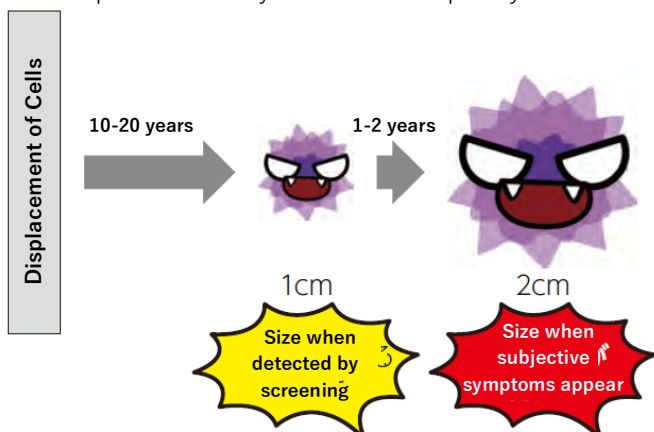 Displacement of Cells
10-20 years
1-2 years
1cm
2cm
Size when
detected by
screening
Size when
subjective
symptoms appear